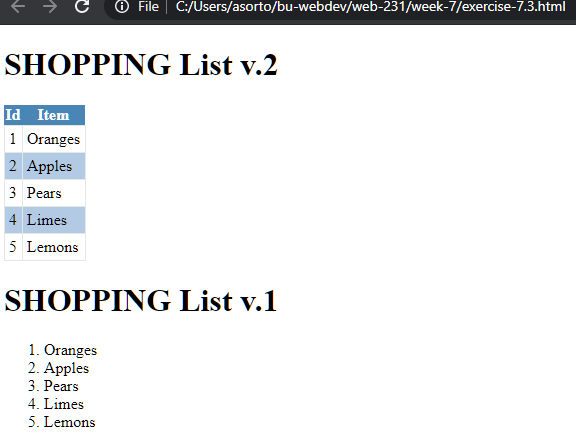 File | C:/Users/asorto/bu-webdev/web-231/week-7/exercise-7.3.html
SHOPPING List v.2
Id Item
1 Oranges
2 Apples
3 Pears
4 Limes
5 Lemons
SHOPPING List v.1
1. Oranges
2. Apples
3. Pears
4. Limes
5. Lemons